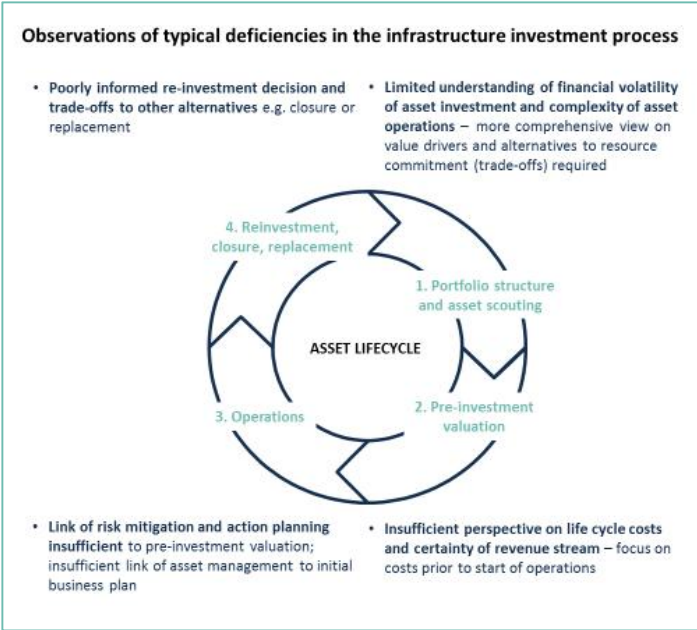 Observations of typical deficiencies in the infrastructure investment process
• Poorly informed re-investment decision and
trade-offs to other alternatives e.g. closure or
replacement
• Limited understanding of financial volatility
of asset investment and complexity of asset
operations – more comprehensive view on
value drivers and alternatives to resource
commitment (trade-offs) required
4. Reinvestment,
closure, replacement
1. Portfolio structure
and asset scouting
ASSET LIFECYCLE
3. Operations
2. Pre-investment
valuation
• Link of risk mitigation and action planning
insufficient to pre-investment valuation;
insufficient link of asset management to initial
business plan
• Insufficient perspective on life cycle costs
and certainty of revenue stream – focus on
costs prior to start of operations